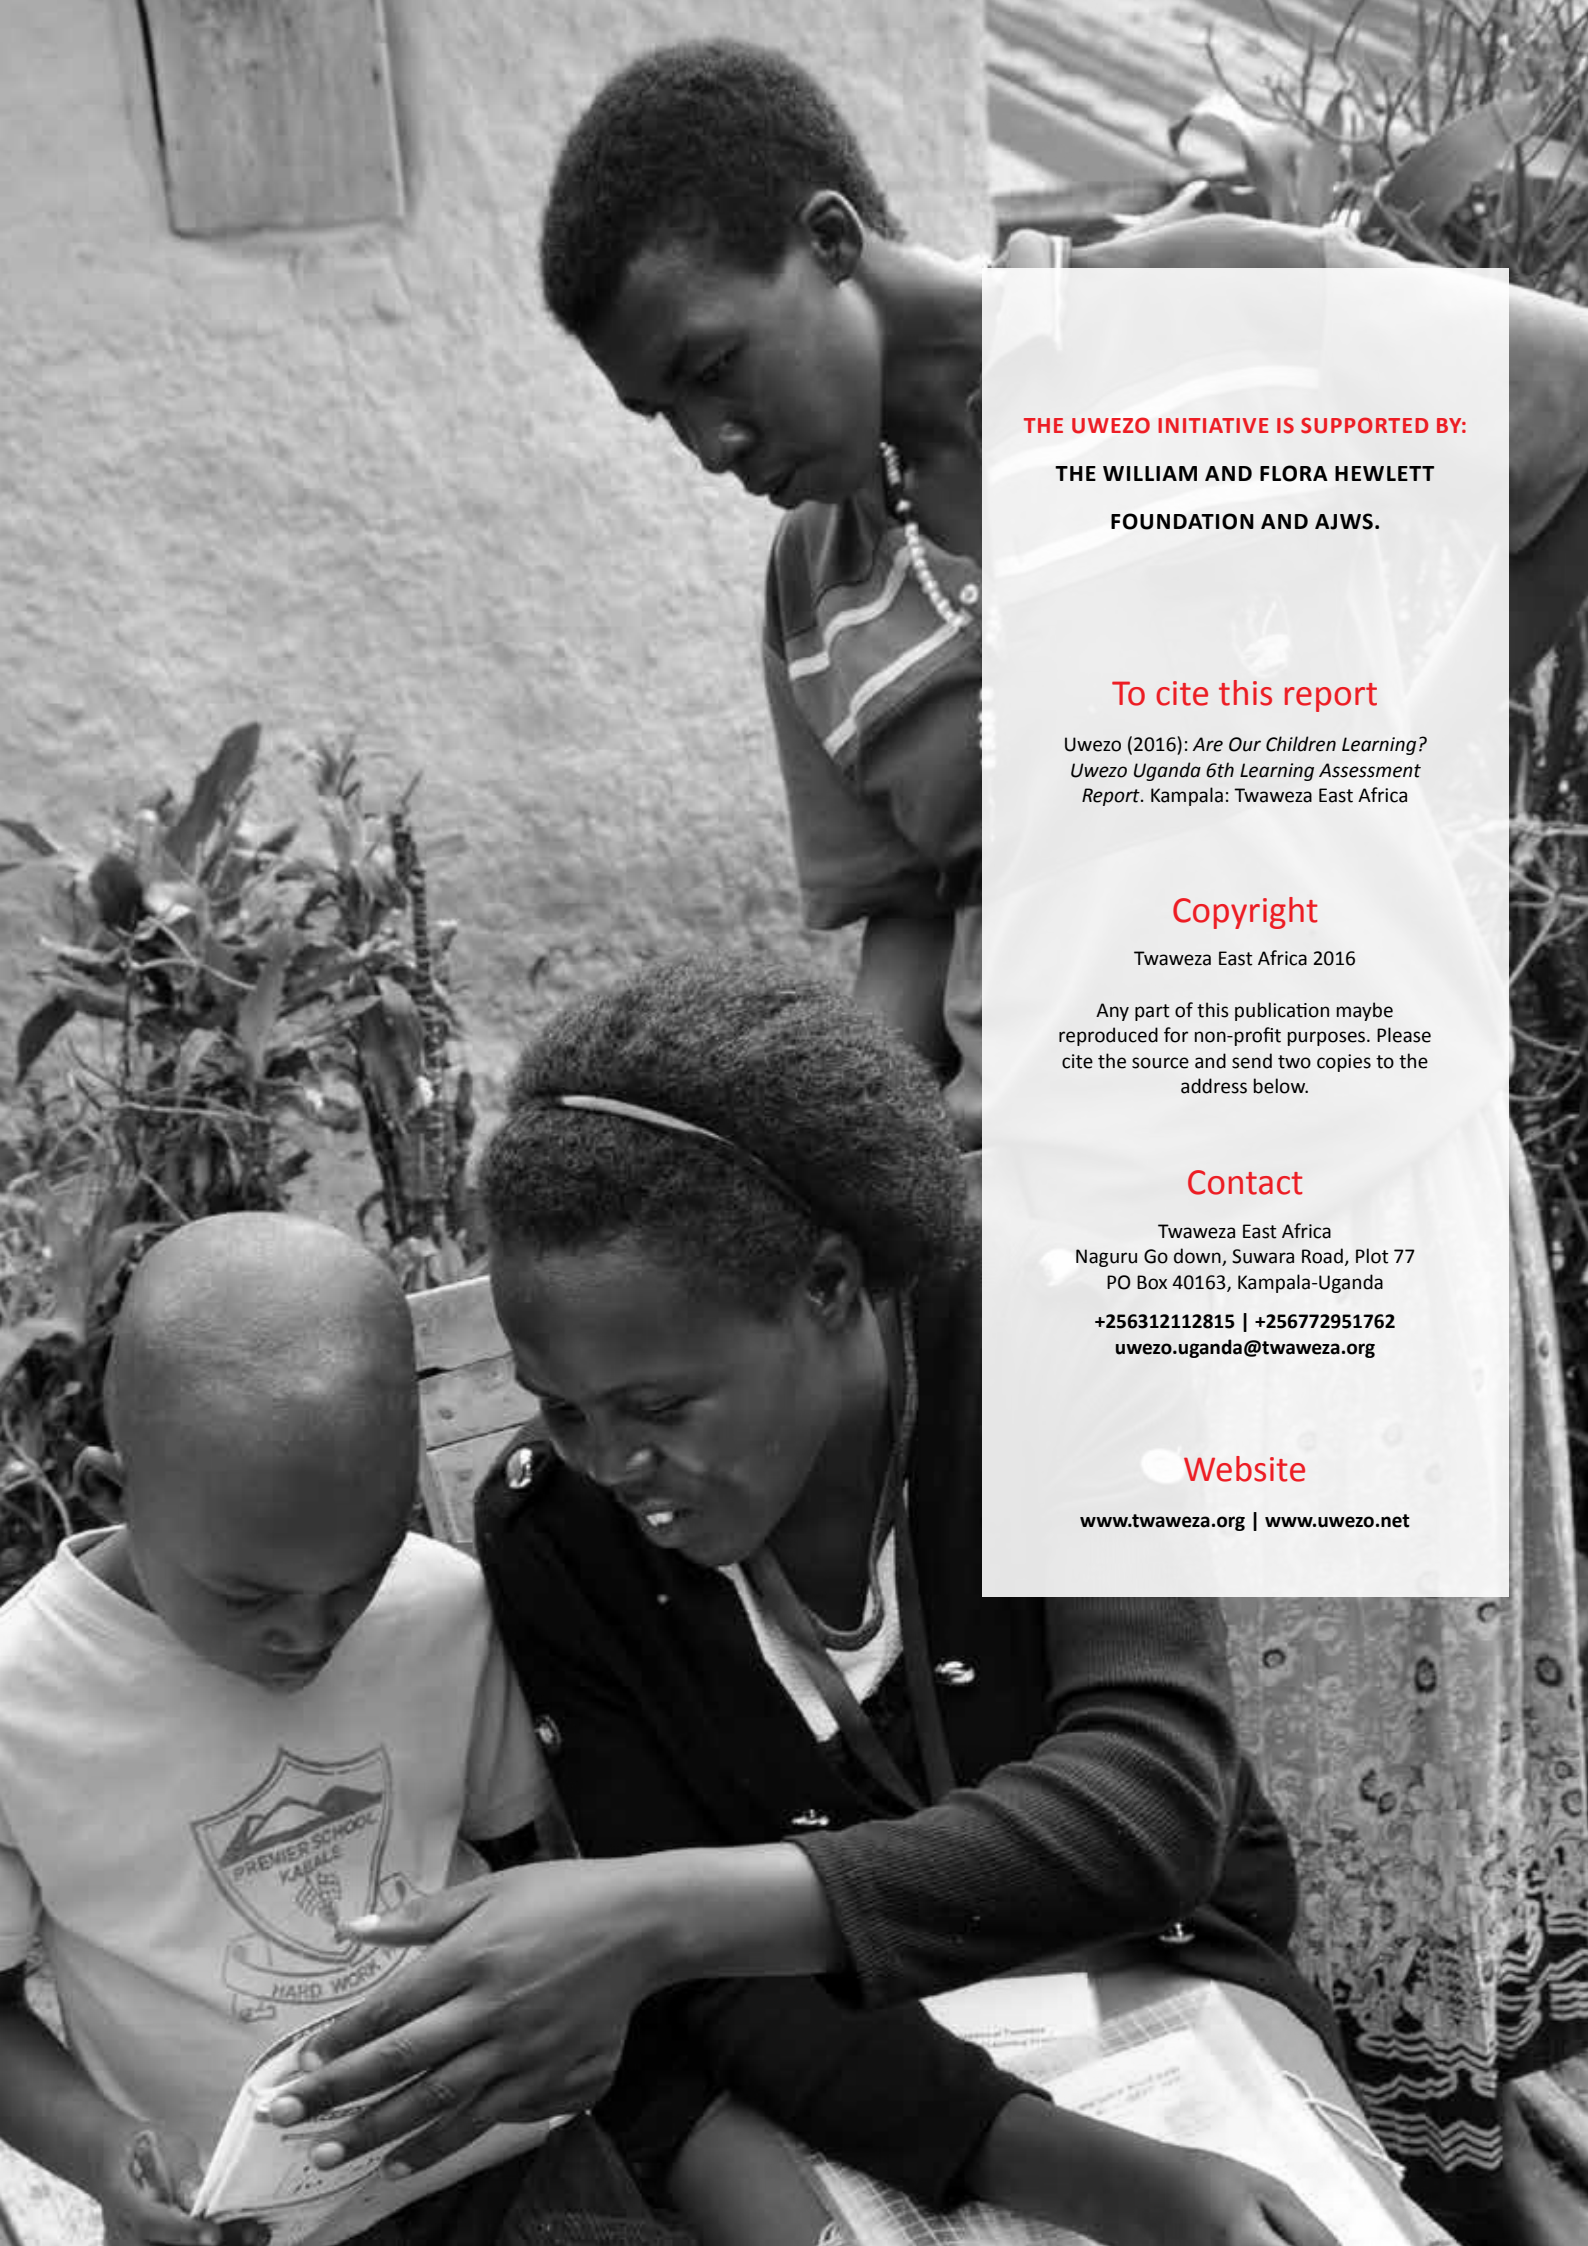 THE UWEZO INITIATIVE IS SUPPORTED BY:
THE WILLIAM AND FLORA HEWLETT
FOUNDATION AND AJWS.
To cite this report
Uwezo (2016): Are Our Children Learning?
Uwezo Uganda 6th Learning Assessment
Report. Kampala: Twaweza East Africa
Copyright
Twaweza East Africa 2016
Any part of this publication maybe
reproduced for non-profit purposes. Please
cite the source and send two copies to the
address below.
Contact
Twaweza East Africa
Naguru Go down, Suwara Road, Plot 77
PO Box 40163, Kampala-Uganda
+256312112815 | +256772951762
uwezo.uganda@twaweza.org
Website
www.twaweza.org | www.uwezo.net
PREMIER SCHOOL
KABALE
HARD WORK